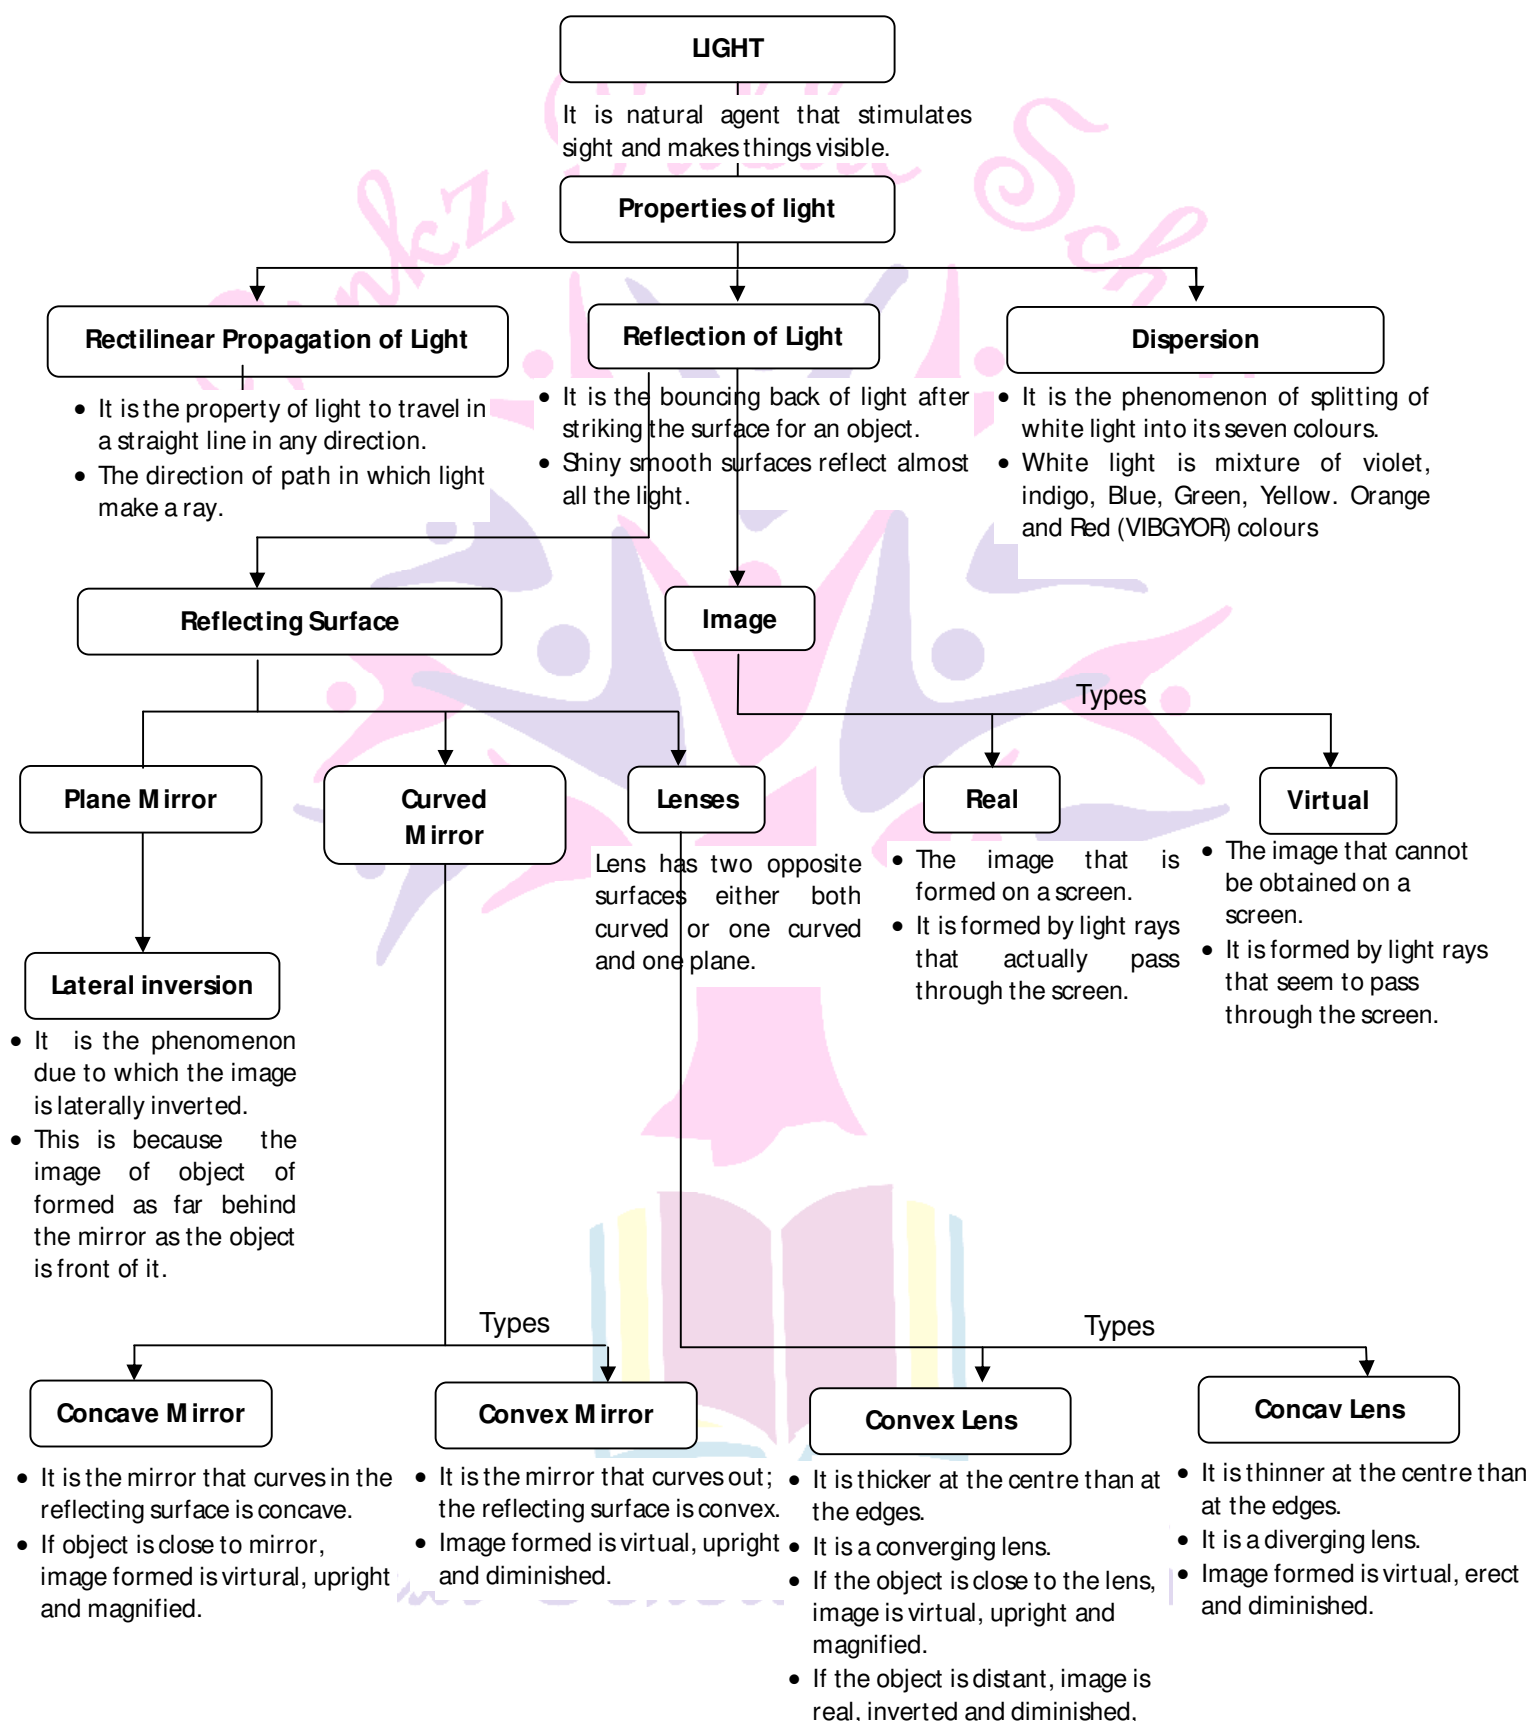 LIGHT
It is natural agent that stimulates
sight and makes things visible.
Properties of light
Rectilinear Propagation of Light
It is the property of light to travel in
a straight line in any direction.
The direction of path in which light
make a ray.
Reflection of Light
It is the bouncing back of light after
striking the surface for an object.
Shiny smooth surfaces reflect almost
all the light.
Dispersion
It is the phenomenon of splitting of
white light into its seven colours.
White light is mixture of violet,
indigo, Blue, Green, Yellow. Orange
and Red (VIBGYOR) colours
Reflecting Surface
Image
Types
Plane Mirror
Curved
Mirror
Lenses
Lens has two opposite
surfaces either both
curved or one curved
and one plane.
Real
The image that is
formed on a screen.
It is formed by light rays
that actually pass
through the screen.
Virtual
The image that cannot
be obtained on a
screen.
It is formed by light rays
that seem to pass
through the screen.
Lateral inversion
It is the phenomenon
due to which the image
is laterally inverted.
This is because the
image of object of
formed as far behind
the mirror as the object
is front of it.
Types
Types
Concave Mirror
It is the mirror that curves in the
reflecting surface is concave.
If object is close to mirror,
image formed is virtural, upright
and magnified.
Convex Mirror
It is the mirror that curves out;
the reflecting surface is convex.
Image formed is virtual, upright
and diminished.
Convex Lens
It is thicker at the centre than at
the edges.
It is a converging lens.
If the object is close to the lens,
image is virtual, upright and
magnified.
If the object is distant, image is
real, inverted and diminished,
Concav Lens
It is thinner at the centre than
at the edges.
It is a diverging lens.
Image formed is virtual, erect
and diminished.